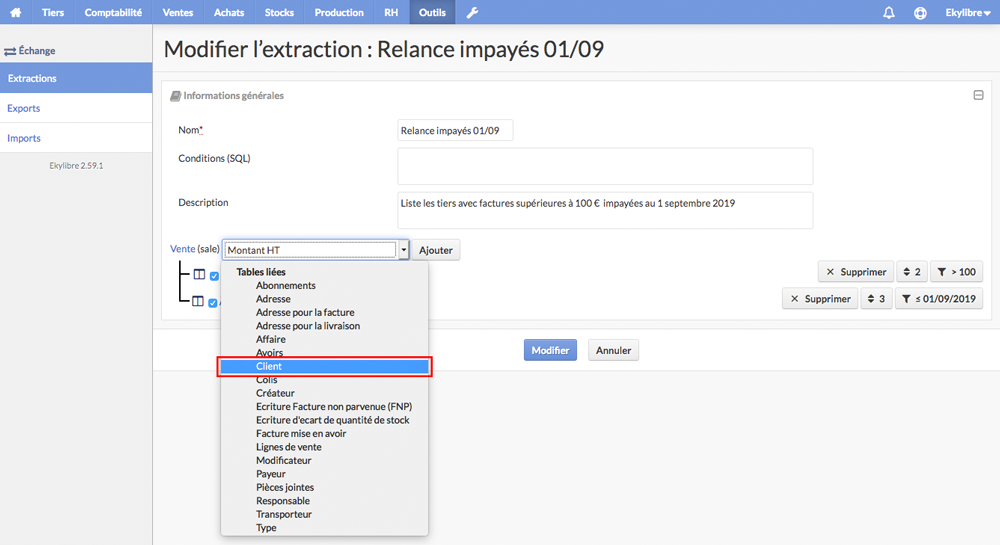 Tiers Comptabilité Ventes Achats Stocks Production RH Outils Ekylibre
Échange
Extractions
Exports
Imports
Ekylibre 2.59.1
Modifier l'extraction : Relance impayés 01/09
Informations générales
Nom* Relance impayés 01/09
Conditions (SQL)
Description Liste les tiers avec factures supérieures à 100 € impayées au 1 septembre 2019
Vente (sale) Montant HT Ajouter
Supprimer 2 > 100
Supprimer 3 ≤ 01/09/2019
Tables liées
Abonnements
Adresse
Adresse pour la facture
Adresse pour la livraison
Affaire
Avoirs
Client
Colis
Créateur
Ecriture Facture non parvenue (FNP)
Ecriture d'ecart de quantité de stock
Facture mise en avoir
Lignes de vente
Modificateur
Payeur
Pièces jointes
Responsable
Transporteur
Type
Modifier Annuler